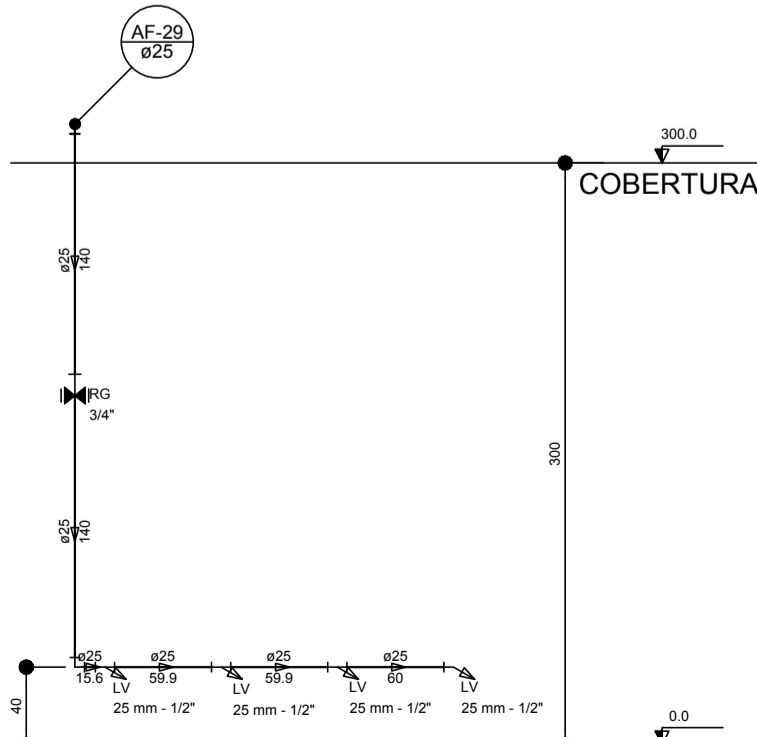 AF-29
ø25
300.0
COBERTURA
ø25
140
RG
3/4"
300
ø25
140
ø25
15.6
ø25
59.9
ø25
59.9
ø25
60
LV
LV
LV
LV
25 mm - 1/2"
25 mm - 1/2"
25 mm - 1/2"
25 mm - 1/2"
40
0.0